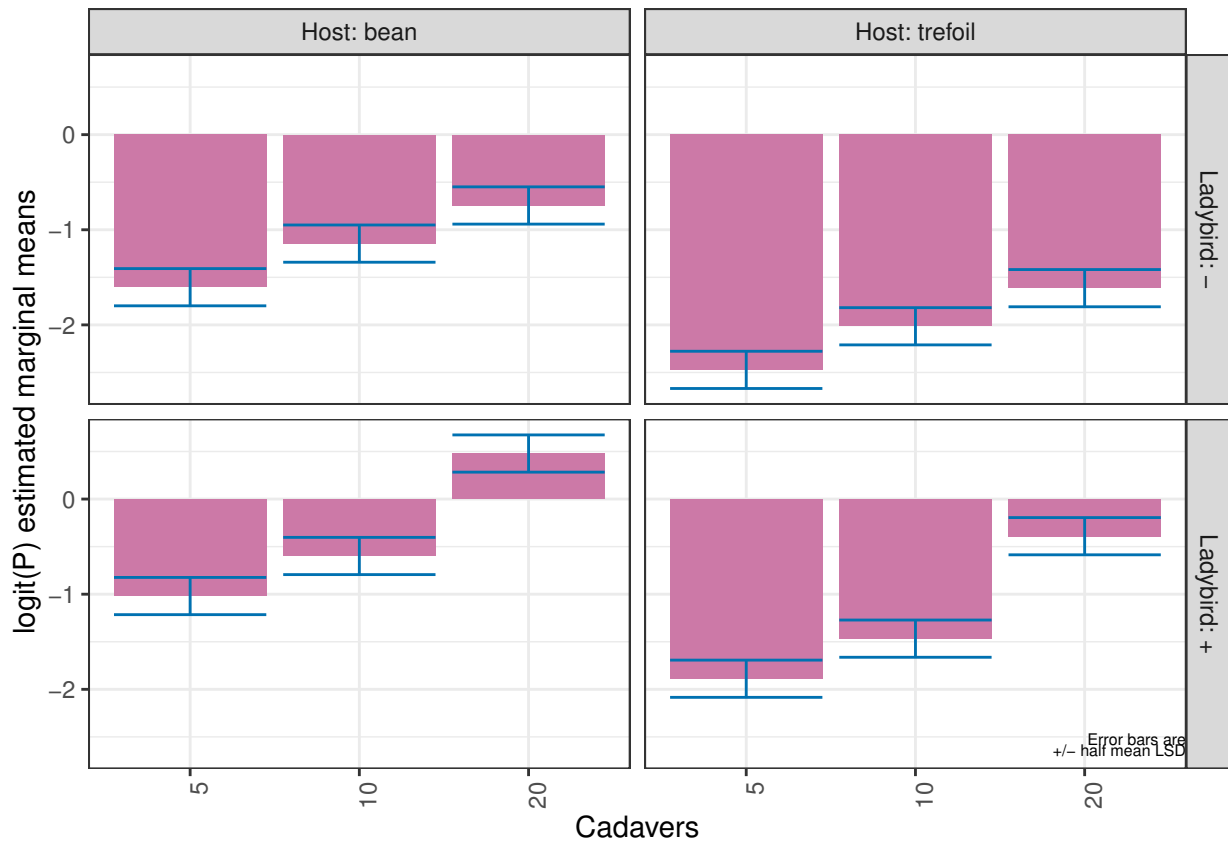 Host: bean
Host: trefoil
0
−1
−2
Ladybird: −
0
−1
−2
Ladybird: +
logit(P) estimated marginal means
Error bars are
+/− half mean LSD
5
10
20
5
10
20
Cadavers